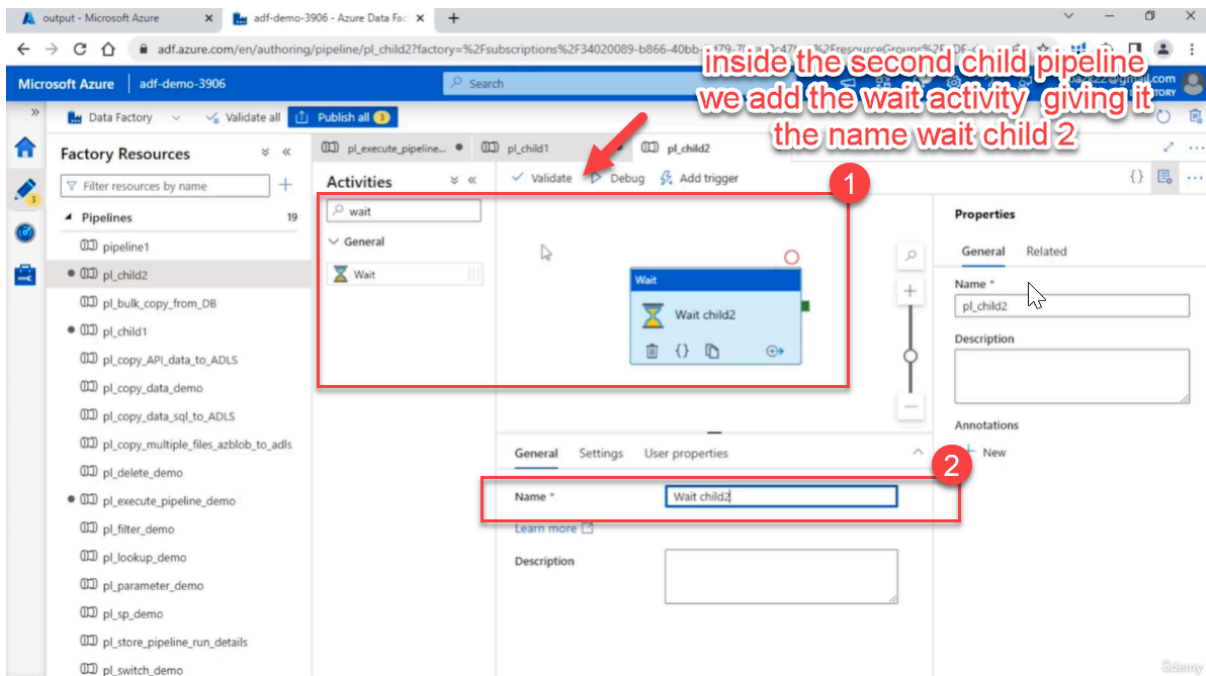 output - Microsoft Azure
adf-demo-3906 - Azure Data Fac
adf.azure.com/en/authoring/pipeline/pl_child2?factory=%2Fsubscriptions%2F34020089-b866-40bb-
inside the second child pipeline
we add the wait activity giving it
the name wait child 2
Microsoft Azure
adf-demo-3906
Search
Data Factory
Validate all
Publish all 3
Factory Resources
Filter resources by name
3
Pipelines 19
pipeline1
pl_child2
pl_bulk_copy_from_DB
pl_child1
pl_copy_API_data_to_ADLS
pl_copy_data_demo
pl_copy_data_sql_to_ADLS
pl_copy_multiple_files_azblob_to_adls
pl_delete_demo
pl_execute_pipeline_demo
pl_filter_demo
pl_lookup_demo
pl_parameter_demo
pl_sp_demo
pl_store_pipeline_run_details
pl_switch_demo
pl_execute_pipeline...
pl_child1
pl_child2
Activities
wait
General
Wait
Validate
Debug
Add trigger
1
Wait
Wait child2
General
Settings
User properties
2
Name *
Wait child2
Learn more
Description
Properties
General
Related
Name *
pl_child2
Description
Annotations
New
ûdemy